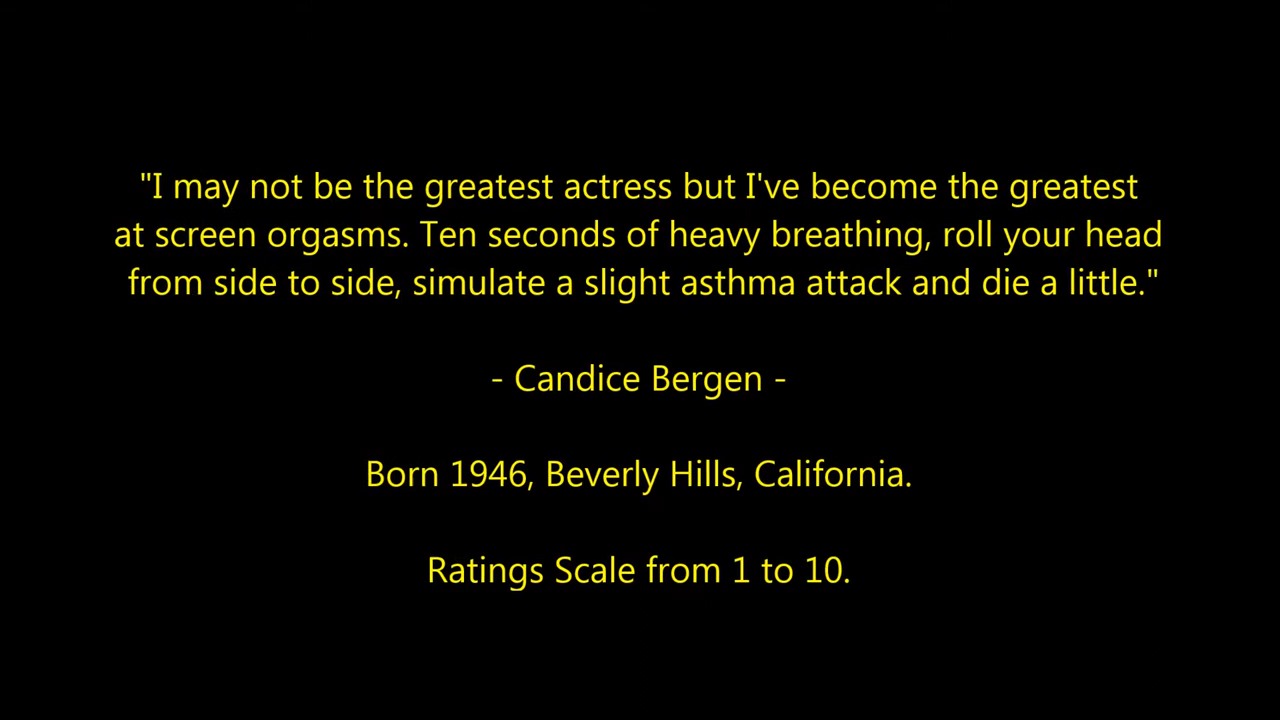 "I may not be the greatest actress but I've become the greatest
at screen orgasms. Ten seconds of heavy breathing, roll your head
from side to side, simulate a slight asthma attack and die a little."
- Candice Bergen -
Born 1946, Beverly Hills, California.
Ratings Scale from 1 to 10.